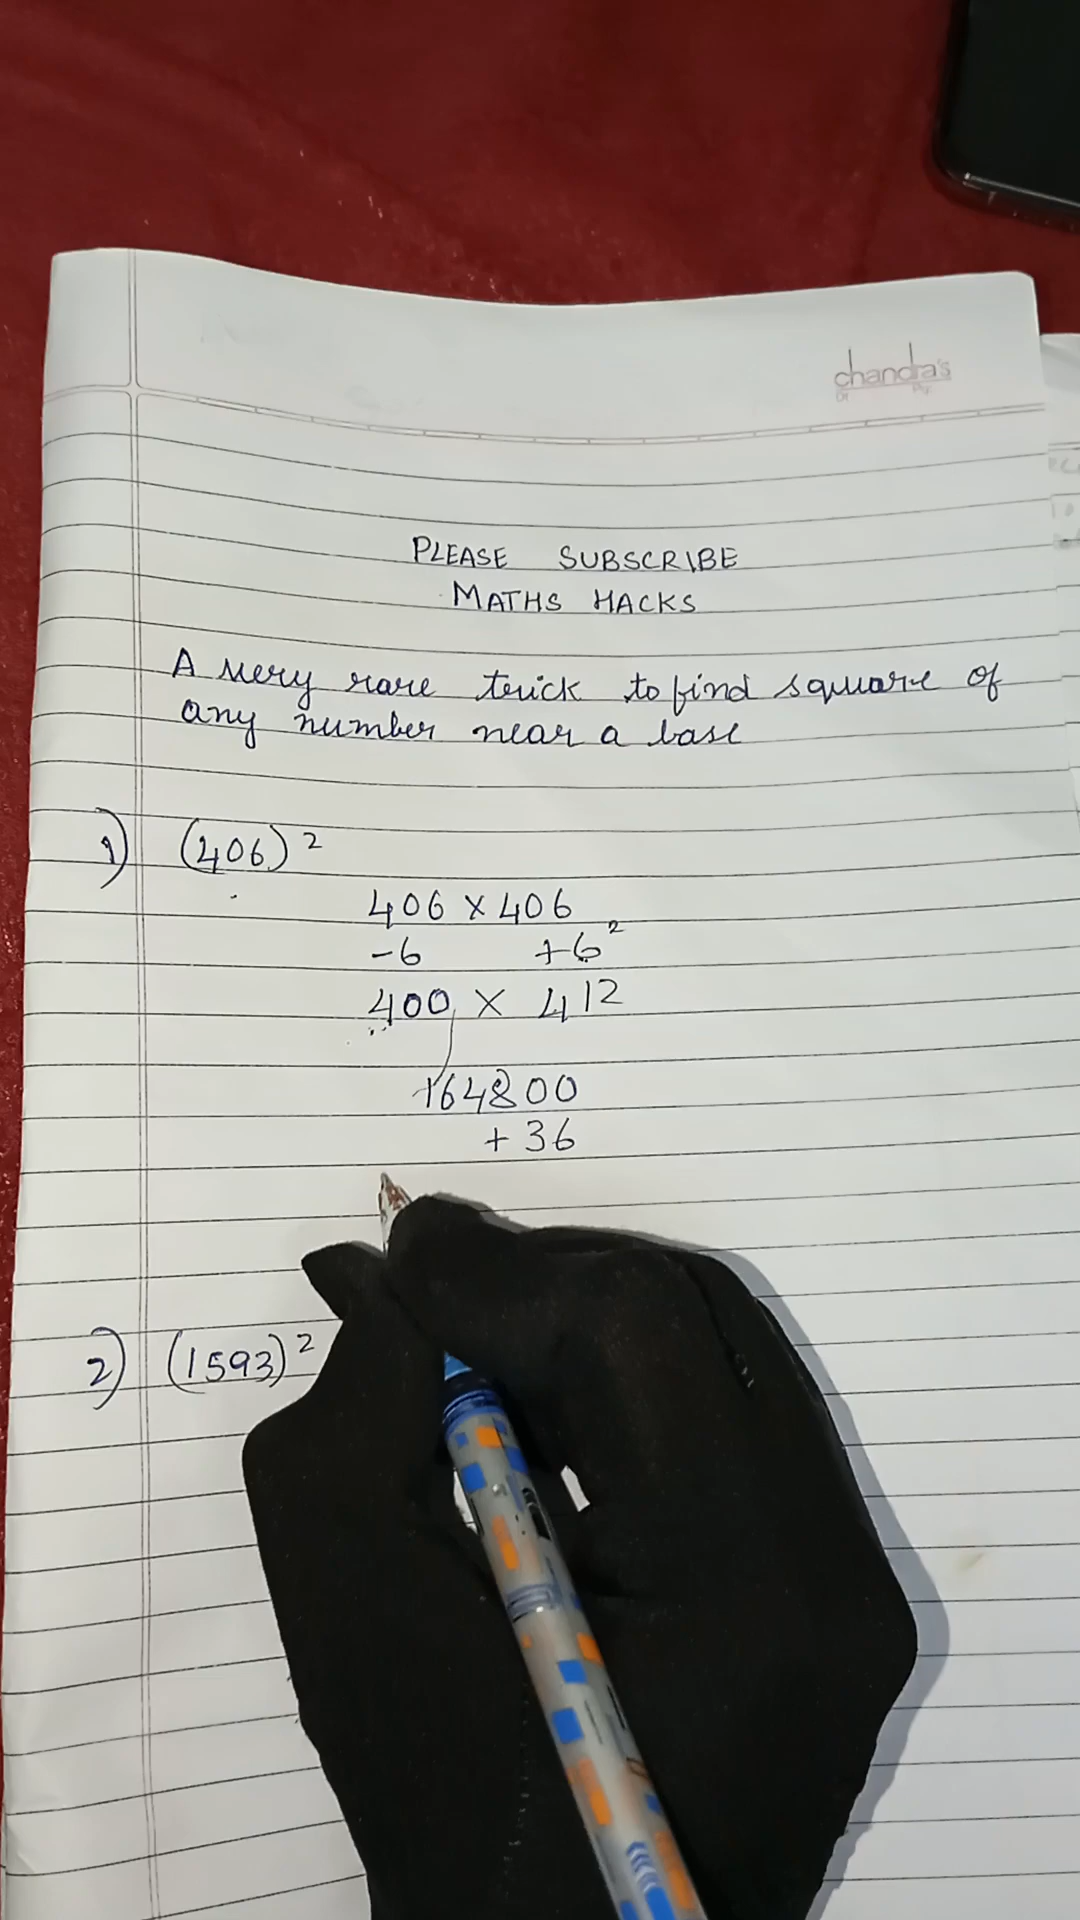 chandra's
PLEASE SUBSCRIBE
MATHS HACKS
A very rare trick to find square of
any number near a base
1) (406)²
406 × 406
-6 +6²
400 × 412
164800
+ 36
2) (1593)²